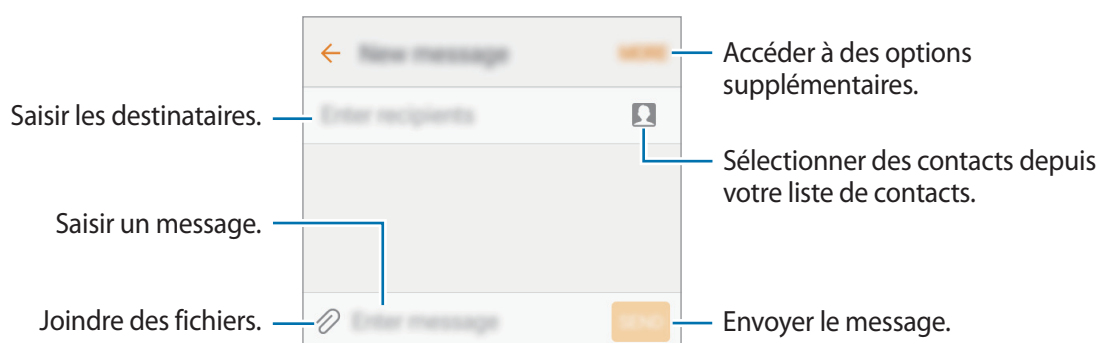 New message
MORE
Accéder à des options
supplémentaires.
Saisir les destinataires.
Enter recipients
Sélectionner des contacts depuis
votre liste de contacts.
Saisir un message.
Joindre des fichiers.
Enter message
SEND
Envoyer le message.